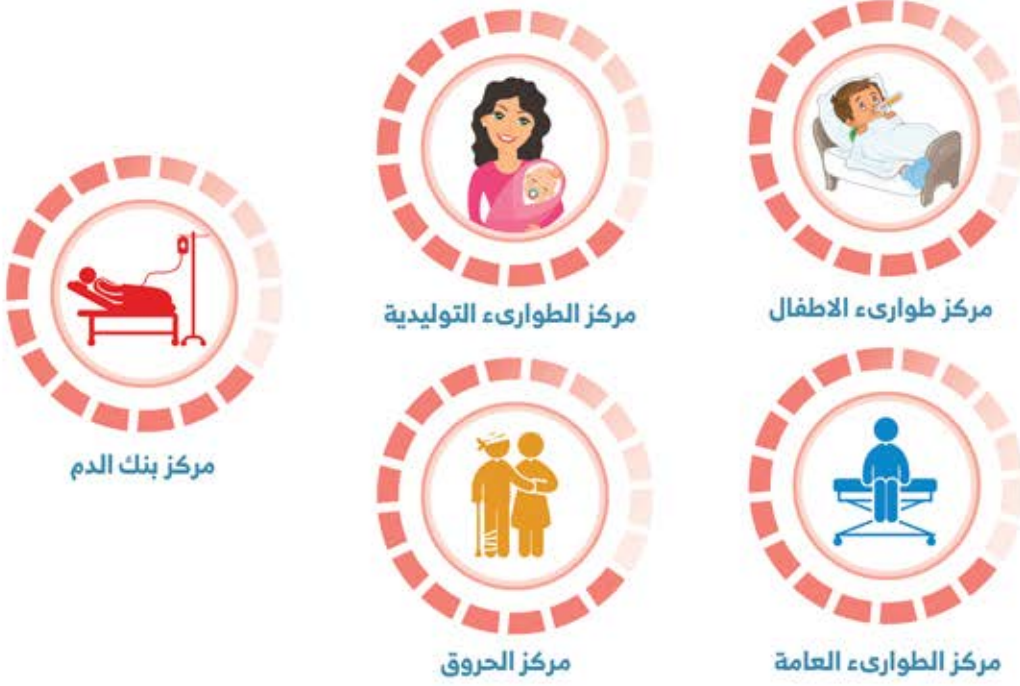 مركز طوارىء الاطفال
مركز الطوارىء التوليدية
مركز بنك الدم
مركز الطوارىء العامة
مركز الحروق